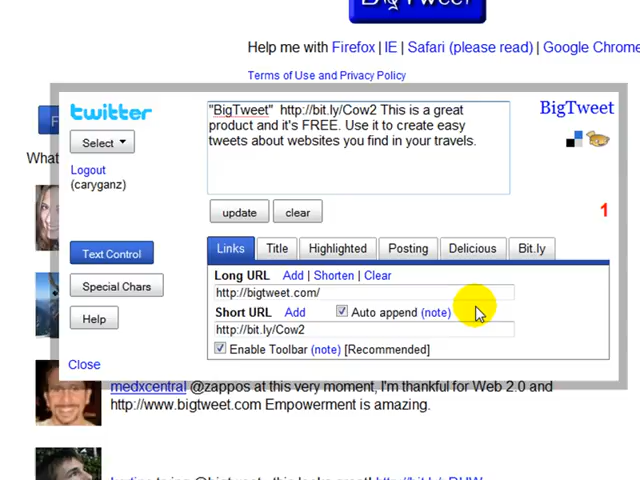 BigTweet
Help me with Firefox | IE | Safari (please read) | Google Chrome
Terms of Use and Privacy Policy
twitter
"BigTweet" http://bit.ly/Cow2 This is a great
product and it's FREE. Use it to create easy
tweets about websites you find in your travels.
BigTweet
Select
Logout
(caryganz)
1
update
clear
Links
Title
Highlighted
Posting
Delicious
Bit.ly
Text Control
Special Chars
Help
Close
Long URL Add | Shorten | Clear
http://bigtweet.com/
Short URL Add Auto append (note)
http://bit.ly/Cow2
Enable Toolbar (note) [Recommended]
What
medxcentral @zappos at this very moment, I'm thankful for Web 2.0 and
http://www.bigtweet.com Empowerment is amazing.